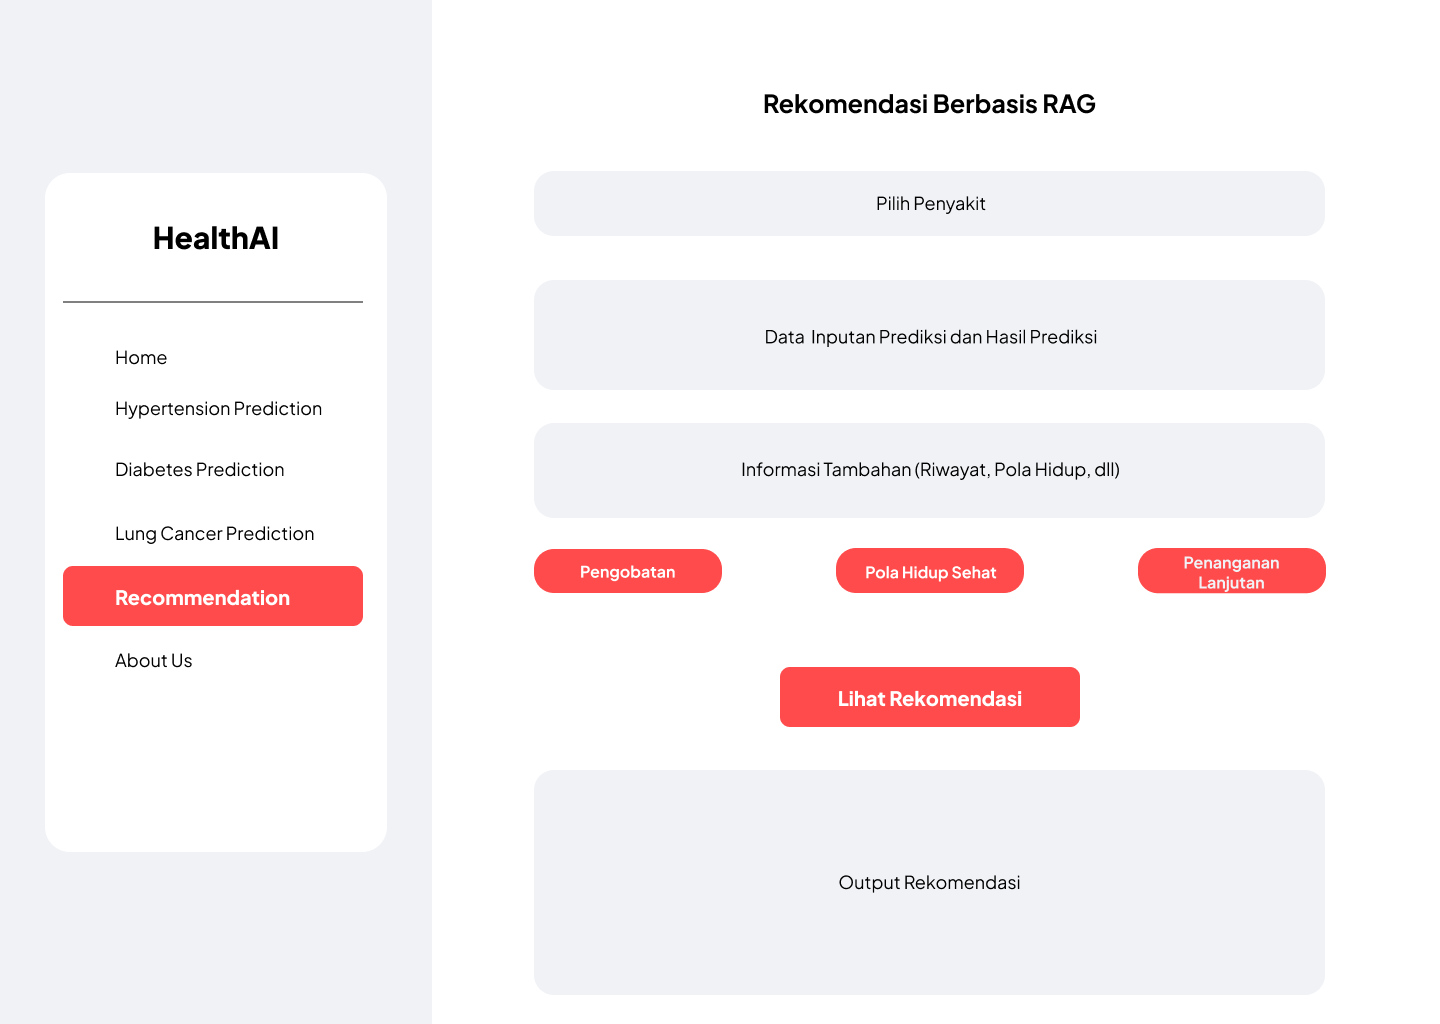 HealthAI
Home
Hypertension Prediction
Diabetes Prediction
Lung Cancer Prediction
Recommendation
About Us
Rekomendasi Berbasis RAG
Pilih Penyakit
Data  Inputan Prediksi dan Hasil Prediksi
Informasi Tambahan (Riwayat, Pola Hidup, dll)
Pengobatan
Pola Hidup Sehat
Penanganan
Lanjutan
Lihat Rekomendasi
Output Rekomendasi